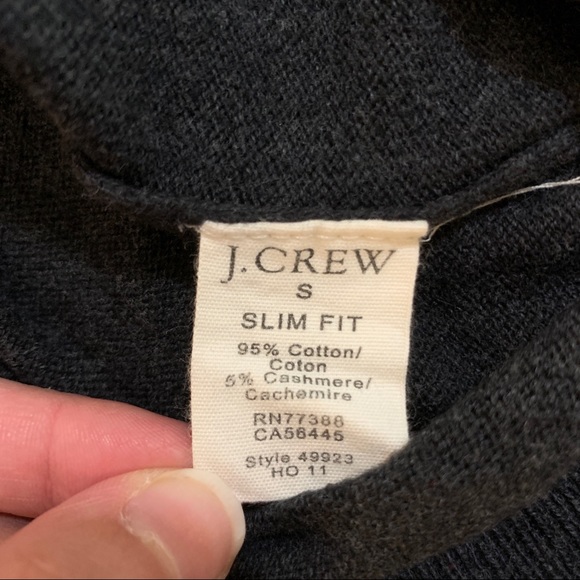 J.CREW
S
SLIM FIT
95% Cotton/
Coton
5% Cashmere/
Cachemire
RN77388
CA56445
Style 49923
HO 11